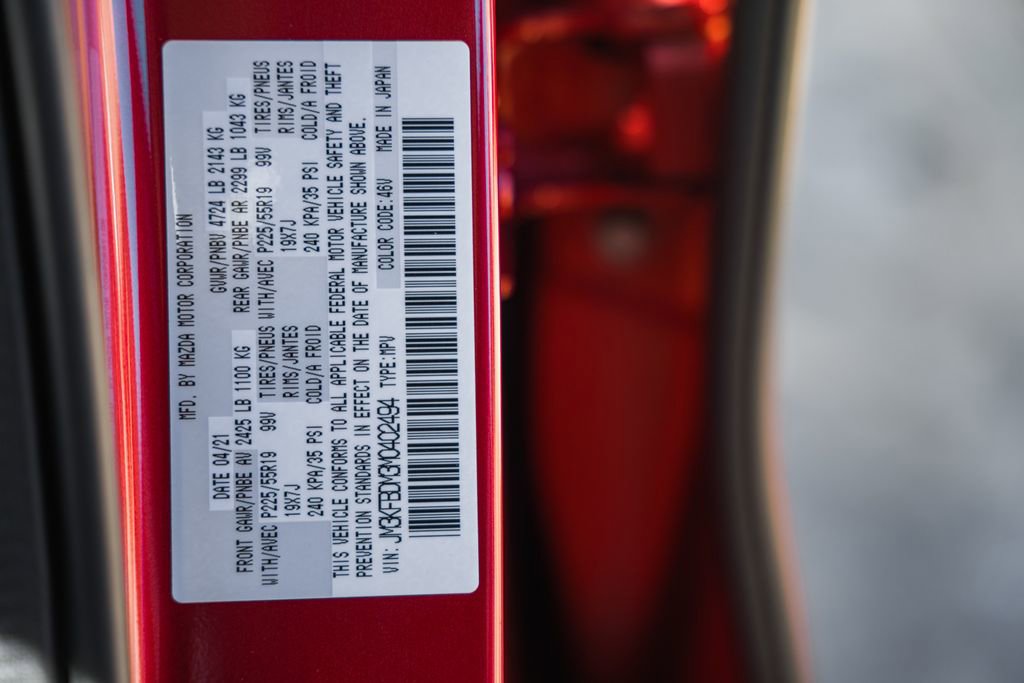 MFD. BY MAZDA MOTOR CORPORATION
DATE 04/21 GVWR/PNBV 4724 LB 2143 KG
FRONT GAWR/PNBE AV 2425 LB 1100 KG REAR GAWR/PNBE AR 2299 LB 1043 KG
WITH/AVEC P225/55R19 99V TIRES/PNEUS WITH/AVEC P225/55R19 99V TIRES/PNEUS
19X7J RIMS/JANTES 19X7J RIMS/JANTES
240 KPA/35 PSI COLD/A FROID 240 KPA/35 PSI COLD/A FROID
THIS VEHICLE CONFORMS TO ALL APPLICABLE FEDERAL MOTOR VEHICLE SAFETY AND THEFT
PREVENTION STANDARDS IN EFFECT ON THE DATE OF MANUFACTURE SHOWN ABOVE.
VIN: JM3KFBDM3M0402494 TYPE:MPV COLOR CODE:46V MADE IN JAPAN